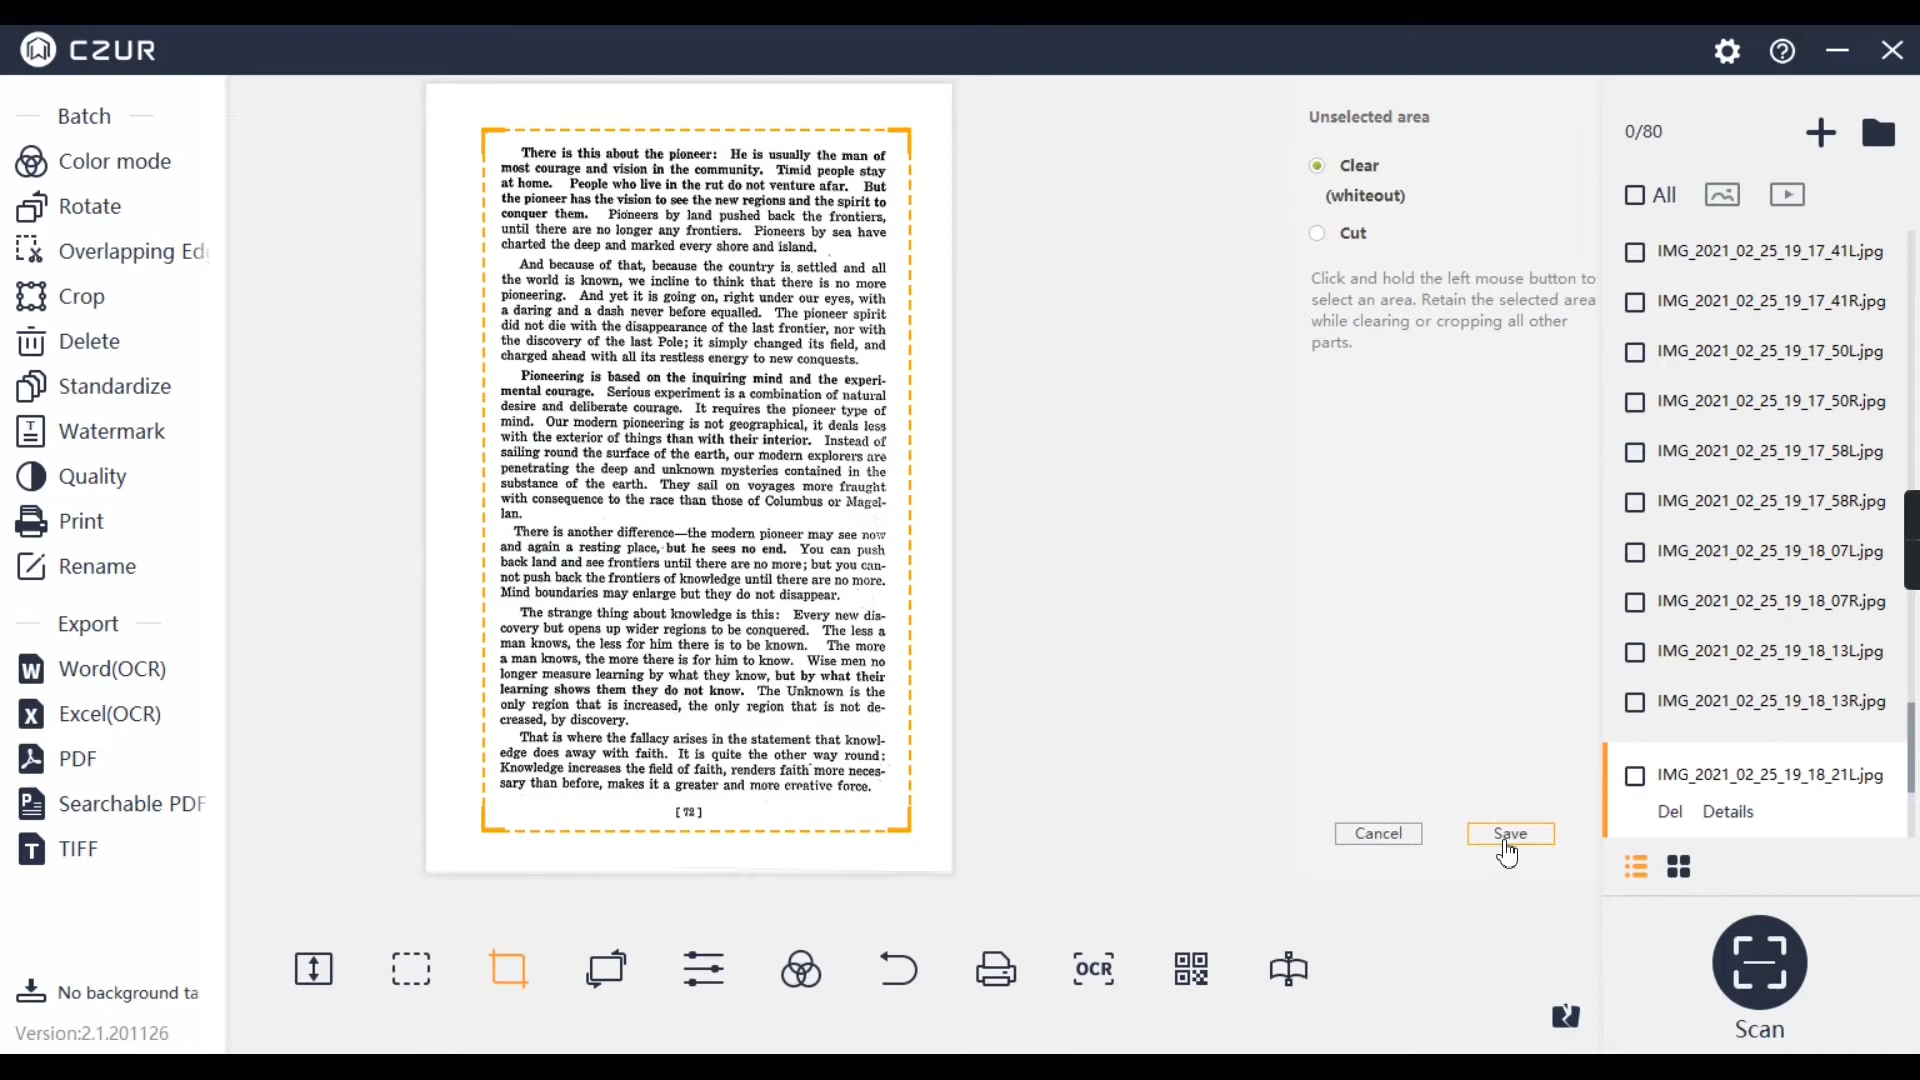 CZUR
Batch
Color mode
Rotate
Overlapping Ed
Crop
Delete
Standardize
Watermark
Quality
Print
Rename
Export
Word(OCR)
Excel(OCR)
PDF
Searchable PDF
TIFF
No background ta
Version:2.1.201126
There is this about the pioneer: He is usually the man of
most courage and vision in the community. Timid people stay
at home. People who live in the rut do not venture afar. But
the pioneer has the vision to see the new regions and the spirit to
conquer them. Pioneers by land pushed back the frontiers,
until there are no longer any frontiers. Pioneers by sea have
charted the deep and marked every shore and island.
And because of that, because the country is settled and all
the world is known, we incline to think that there is no more
pioneering. And yet it is going on, right under our eyes, with
a daring and a dash never before equalled. The pioneer spirit
did not die with the disappearance of the last frontier, nor with
the discovery of the last Pole; it simply changed its field, and
charged ahead with all its restless energy to new conquests.
Pioneering is based on the inquiring mind and the experi-
mental courage. Serious experiment is a combination of natural
desire and deliberate courage. It requires the pioneer type of
mind. Our modern pioneering is not geographical, it deals less
with the exterior of things than with their interior. Instead of
sailing round the surface of the earth, our modern explorers are
penetrating the deep and unknown mysteries contained in the
substance of the earth. They sail on voyages more fraught
with consequence to the race than those of Columbus or Magel-
lan.
There is another difference—the modern pioneer may see now
and again a resting place, but he sees no end. You can push
back land and see frontiers until there are no more; but you can-
not push back the frontiers of knowledge until there are no more.
Mind boundaries may enlarge but they do not disappear.
The strange thing about knowledge is this: Every new dis-
covery but opens up wider regions to be conquered. The less a
man knows, the less for him there is to be known. The more
a man knows, the more there is for him to know. Wise men no
longer measure learning by what they know, but by what their
learning shows them they do not know. The Unknown is the
only region that is increased, the only region that is not de-
creased, by discovery.
That is where the fallacy arises in the statement that knowl-
edge does away with faith. It is quite the other way round:
Knowledge increases the field of faith, renders faith more neces-
sary than before, makes it a greater and more creative force.
[ 72 ]
Unselected area
Clear
(whiteout)
Cut
Click and hold the left mouse button to
select an area. Retain the selected area
while clearing or cropping all other
parts.
Cancel
Save
OCR
0/80
All
IMG_2021_02_25_19_17_41L.jpg
IMG_2021_02_25_19_17_41R.jpg
IMG_2021_02_25_19_17_50L.jpg
IMG_2021_02_25_19_17_50R.jpg
IMG_2021_02_25_19_17_58L.jpg
IMG_2021_02_25_19_17_58R.jpg
IMG_2021_02_25_19_18_07L.jpg
IMG_2021_02_25_19_18_07R.jpg
IMG_2021_02_25_19_18_13L.jpg
IMG_2021_02_25_19_18_13R.jpg
IMG_2021_02_25_19_18_21L.jpg
Del Details
Scan